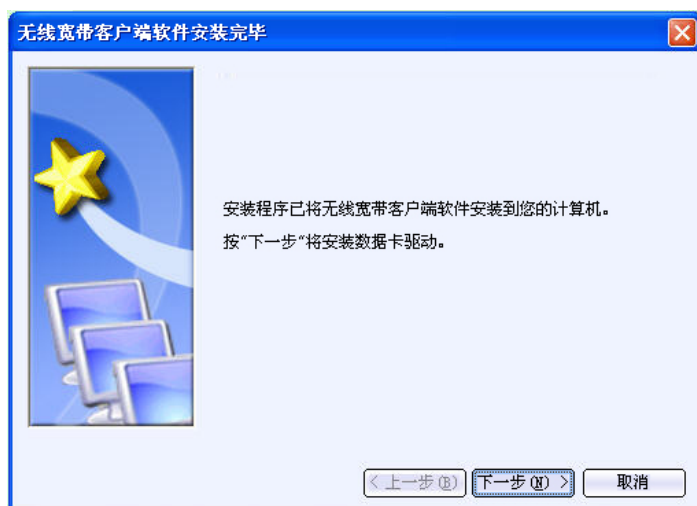 无线宽带客户端软件安装完毕
安装程序已将无线宽带客户端软件安装到您的计算机。
按“下一步”将安装数据卡驱动。
< 上一步(B)
下一步(N) >
取消